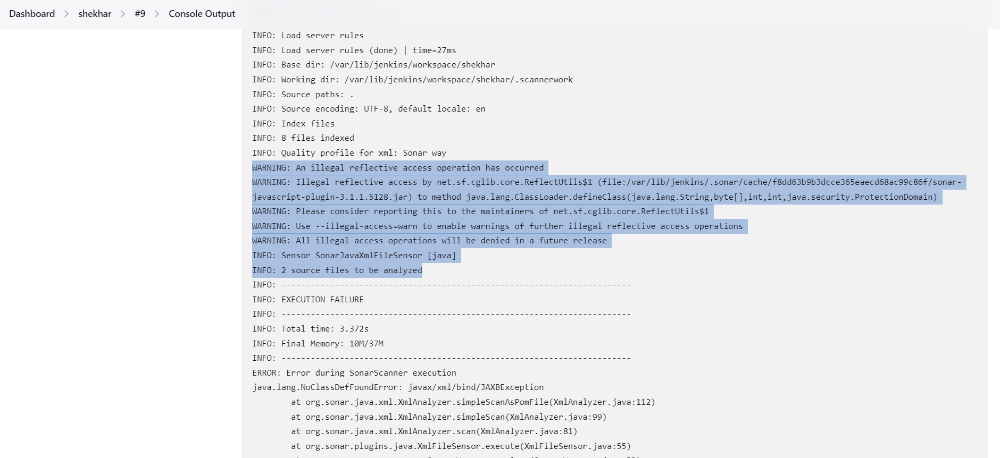 Dashboard > shekhar > #9 > Console Output
INFO: Load server rules
INFO: Load server rules (done) | time=27ms
INFO: Base dir: /var/lib/jenkins/workspace/shekhar
INFO: Working dir: /var/lib/jenkins/workspace/shekhar/.scannerwork
INFO: Source paths: .
INFO: Source encoding: UTF-8, default locale: en
INFO: Index files
INFO: 8 files indexed
INFO: Quality profile for xml: Sonar way
WARNING: An illegal reflective access operation has occurred
WARNING: Illegal reflective access by net.sf.cglib.core.ReflectUtils$1 (file:/var/lib/jenkins/.sonar/cache/f8dd63b9b3dcce365eaecd68ac99c86f/sonar-
javascript-plugin-3.1.1.5128.jar) to method java.lang.ClassLoader.defineClass(java.lang.String,byte[],int,int,java.security.ProtectionDomain)
WARNING: Please consider reporting this to the maintainers of net.sf.cglib.core.ReflectUtils$1
WARNING: Use --illegal-access=warn to enable warnings of further illegal reflective access operations
WARNING: All illegal access operations will be denied in a future release
INFO: Sensor SonarJavaXmlFileSensor [java]
INFO: 2 source files to be analyzed
INFO: ------------------------------------------------------------------------
INFO: EXECUTION FAILURE
INFO: ------------------------------------------------------------------------
INFO: Total time: 3.372s
INFO: Final Memory: 10M/37M
INFO: ------------------------------------------------------------------------
ERROR: Error during SonarScanner execution
java.lang.NoClassDefFoundError: javax/xml/bind/JAXBException
at org.sonar.java.xml.XmlAnalyzer.simpleScanAsPomFile(XmlAnalyzer.java:112)
at org.sonar.java.xml.XmlAnalyzer.simpleScan(XmlAnalyzer.java:99)
at org.sonar.java.xml.XmlAnalyzer.scan(XmlAnalyzer.java:81)
at org.sonar.plugins.java.XmlFileSensor.execute(XmlFileSensor.java:55)